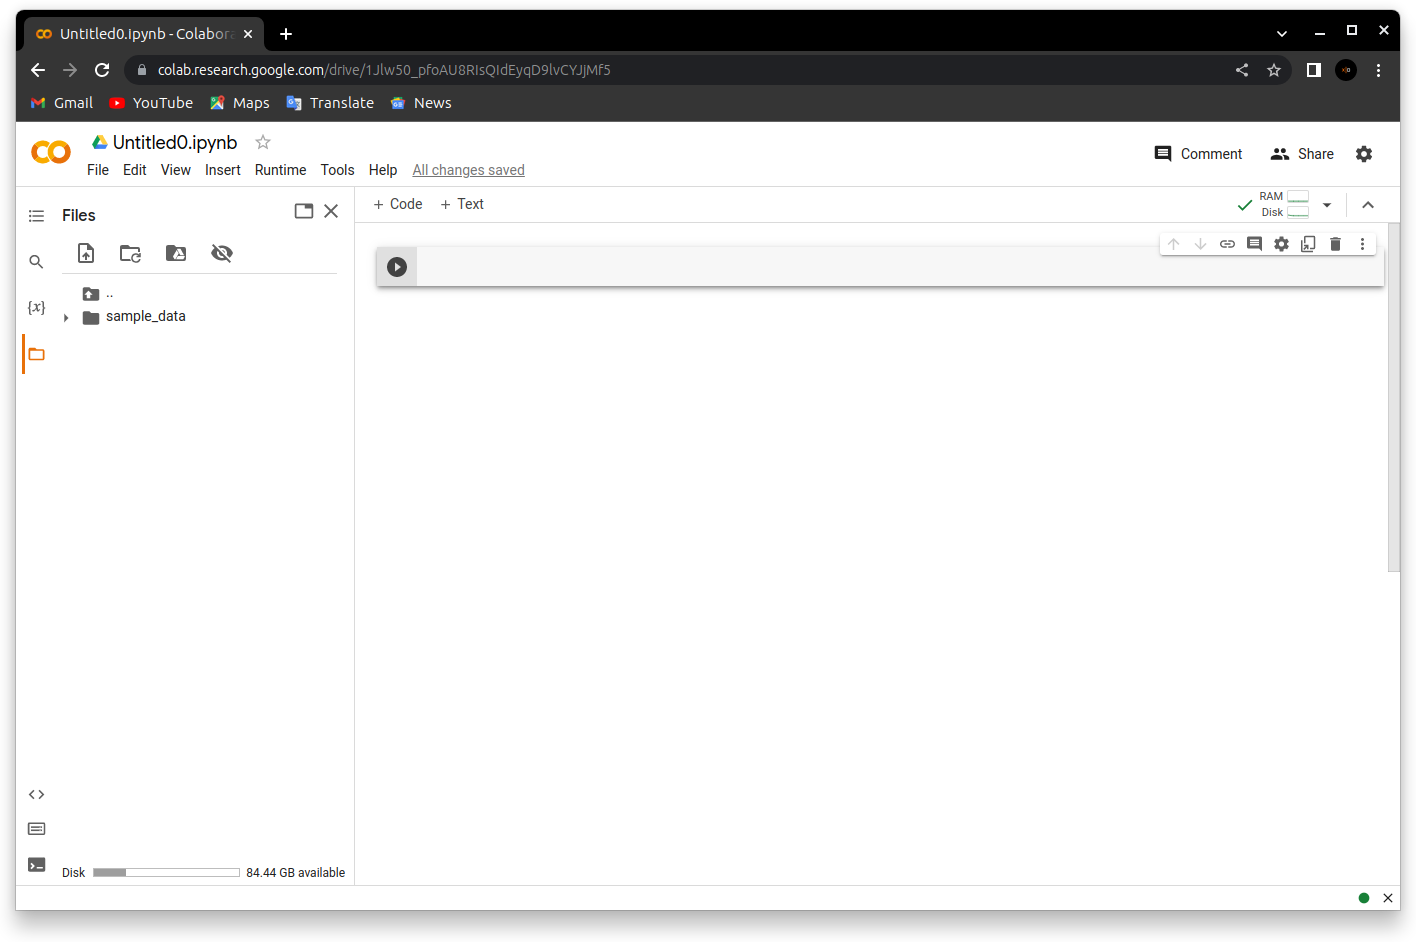 Untitled0.ipynb - Colabora
colab.research.google.com/drive/1Jlw50_pfoAU8RIsQIdEyqD9lvCYJjMf5
Gmail YouTube Maps Translate News
Untitled0.ipynb
File Edit View Insert Runtime Tools Help All changes saved
Comment Share
Files
+ Code + Text
RAM
Disk
{x}
..
sample_data
Disk 84.44 GB available